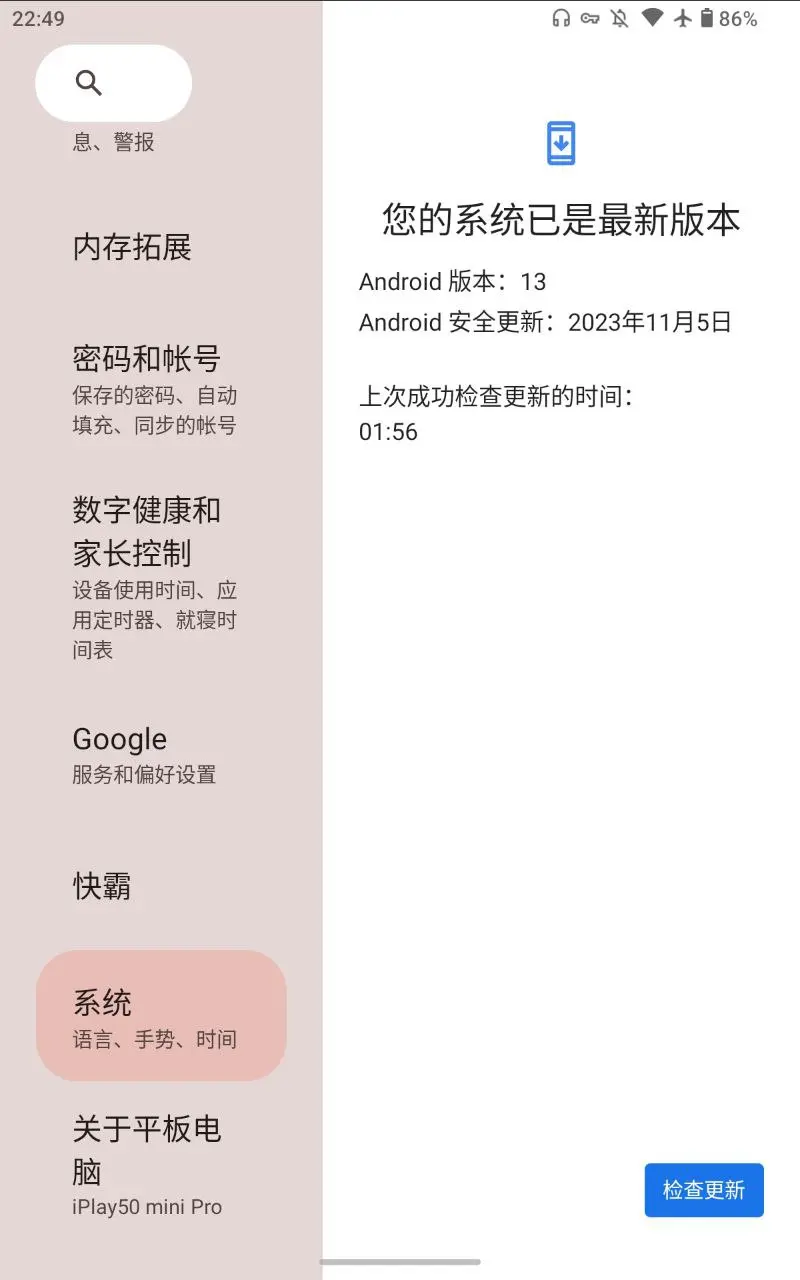 22:49
86%
息、警报
内存拓展
密码和帐号
保存的密码、自动
填充、同步的帐号
数字健康和
家长控制
设备使用时间、应
用定时器、就寝时
间表
Google
服务和偏好设置
快霸
系统
语言、手势、时间
关于平板电
脑
iPlay50 mini Pro
您的系统已是最新版本
Android 版本：13
Android 安全更新：2023年11月5日
上次成功检查更新的时间：
01:56
检查更新